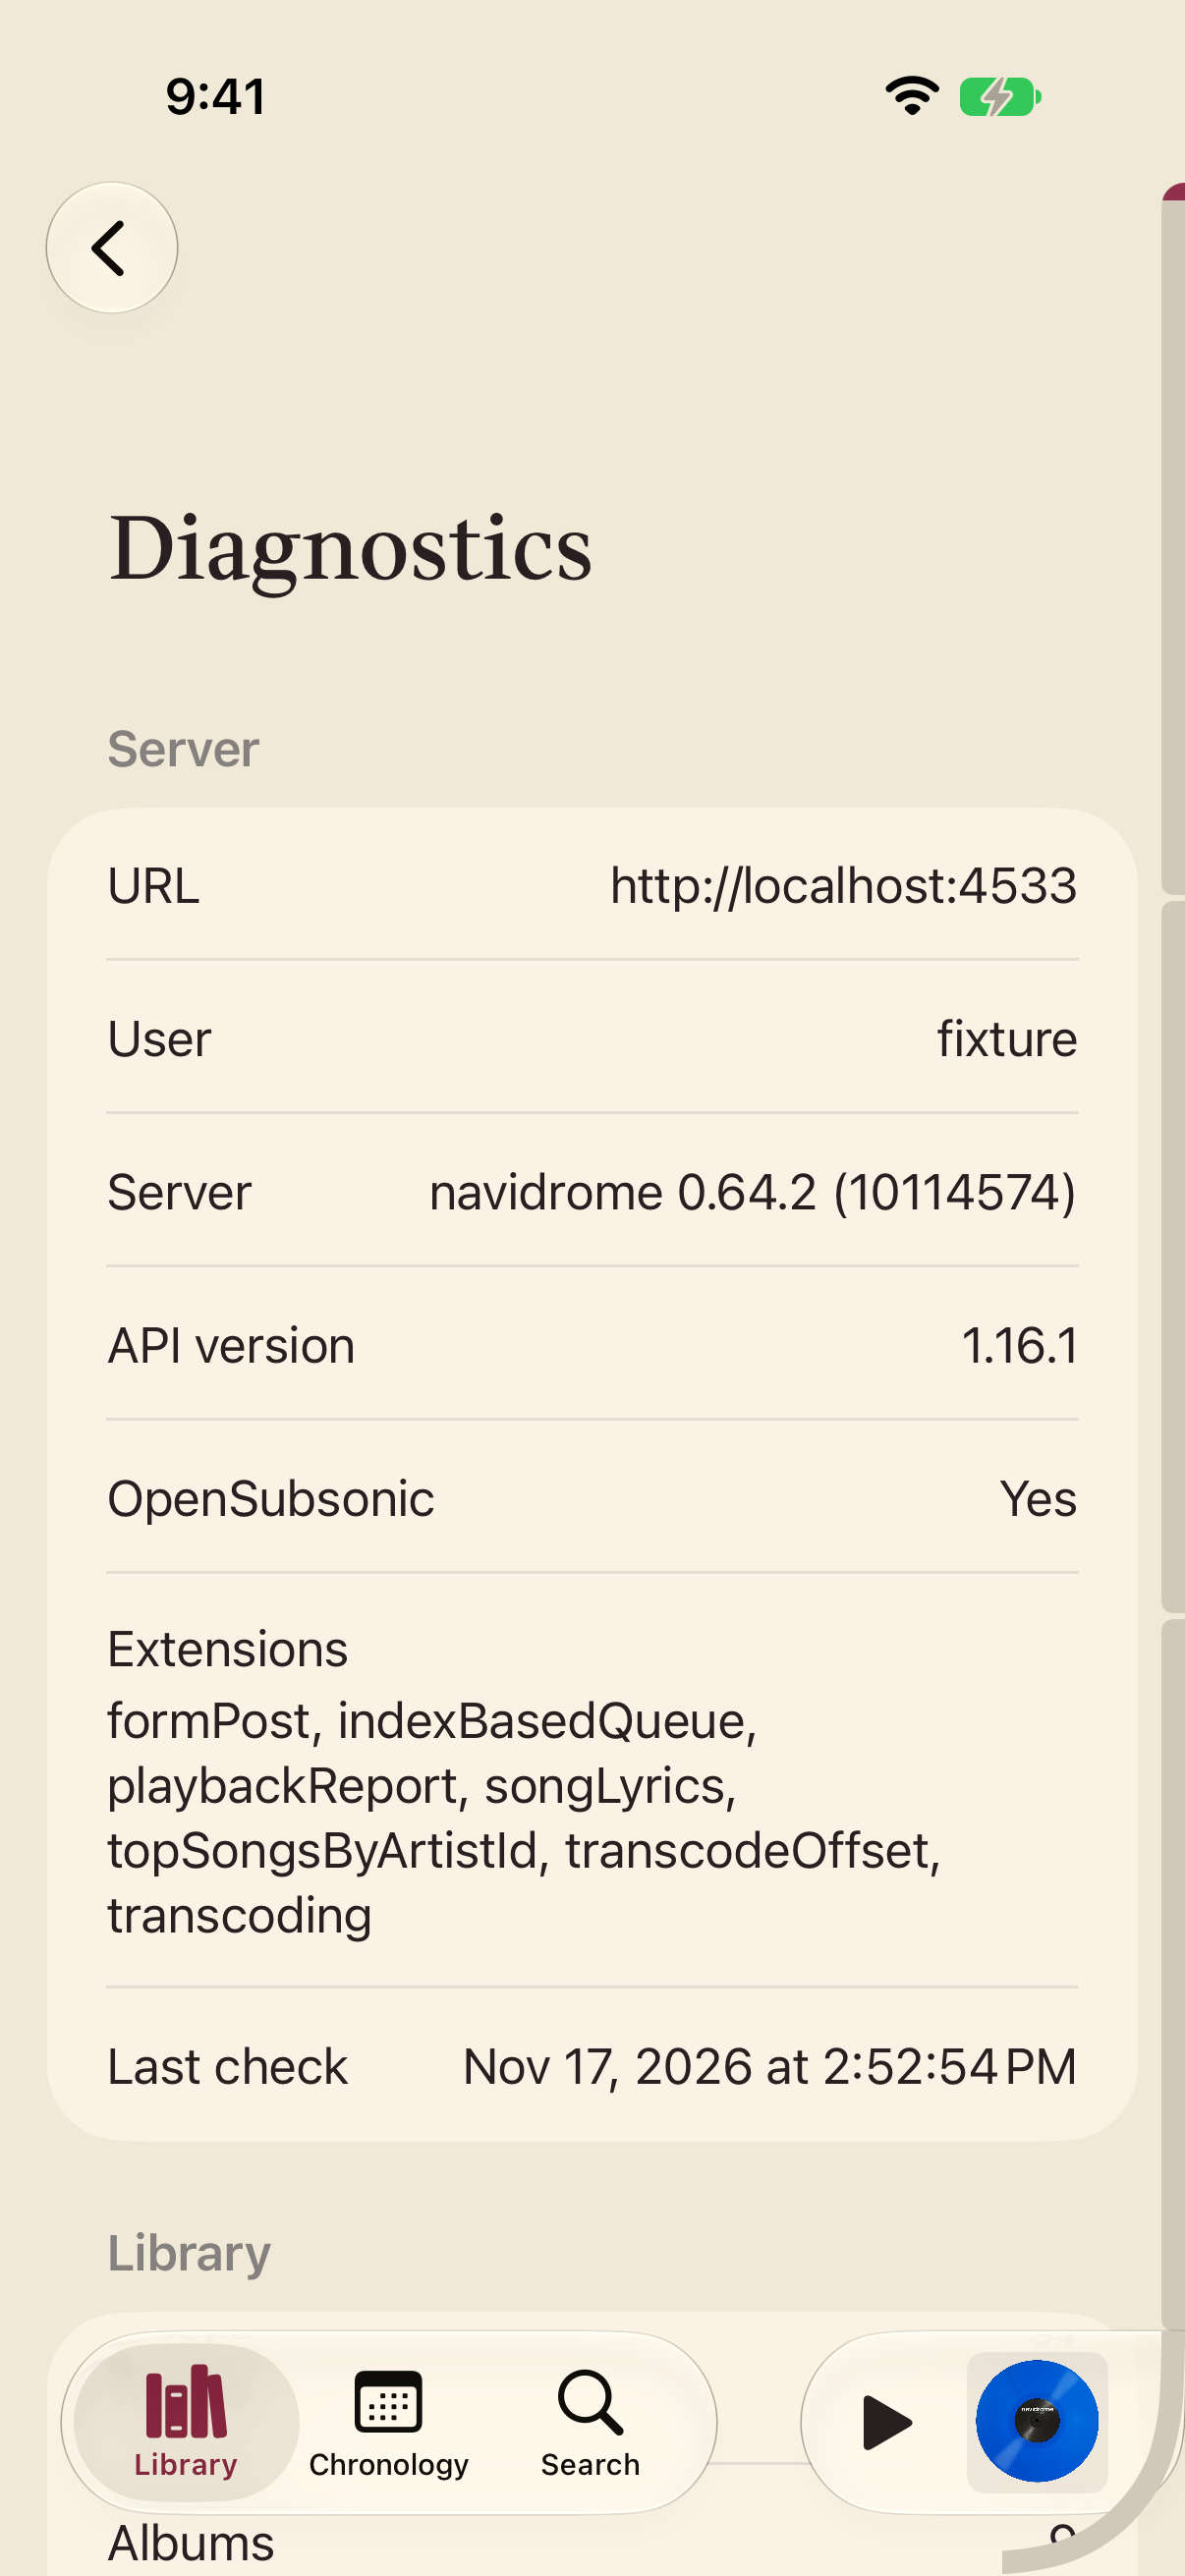 9:41
Diagnostics
Server
URL http://localhost:4533
User fixture
Server navidrome 0.64.2 (10114574)
API version 1.16.1
OpenSubsonic Yes
Extensions
formPost, indexBasedQueue,
playbackReport, songLyrics,
topSongsByArtistId, transcodeOffset,
transcoding
Last check Nov 17, 2026 at 2:52:54 PM
Library
navidrome
Library Chronology Search
Albums